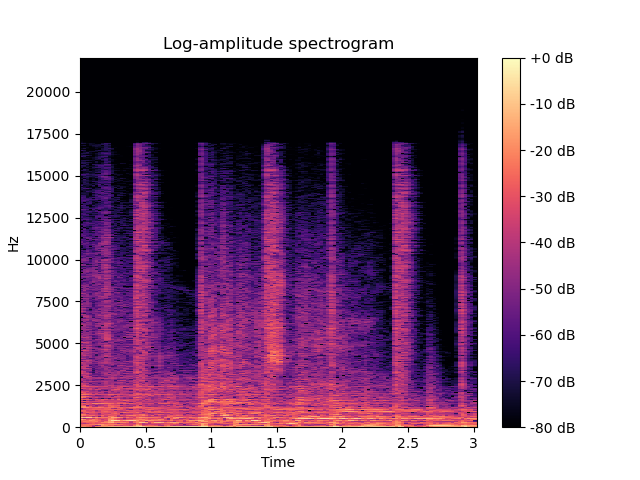 Log-amplitude spectrogram
Hz
20000
17500
15000
12500
10000
7500
5000
2500
0
0 0.5 1 1.5 2 2.5 3
Time
+0 dB
-10 dB
-20 dB
-30 dB
-40 dB
-50 dB
-60 dB
-70 dB
-80 dB